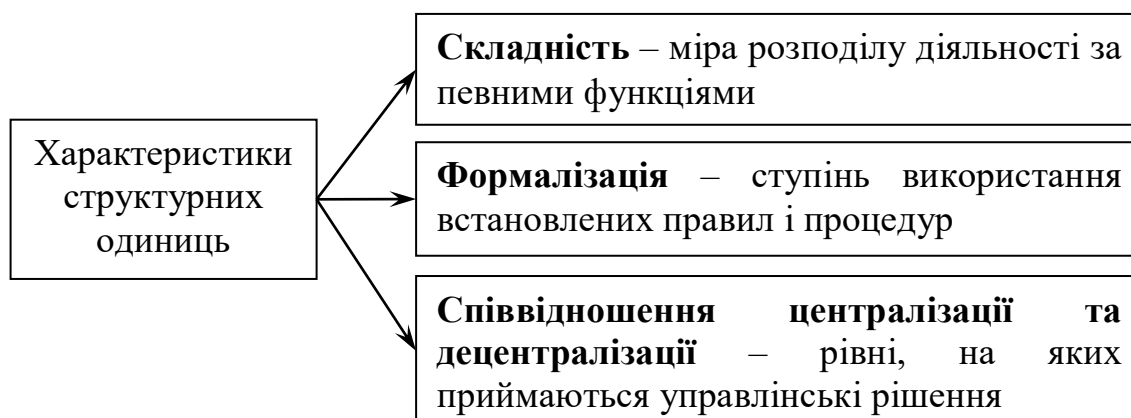 Характеристики
структурних
одиниць
Складність – міра розподілу діяльності за
певними функціями
Формалізація – ступінь використання
встановлених правил і процедур
Співвідношення централізації та
децентралізації – рівні, на яких
приймаються управлінські рішення